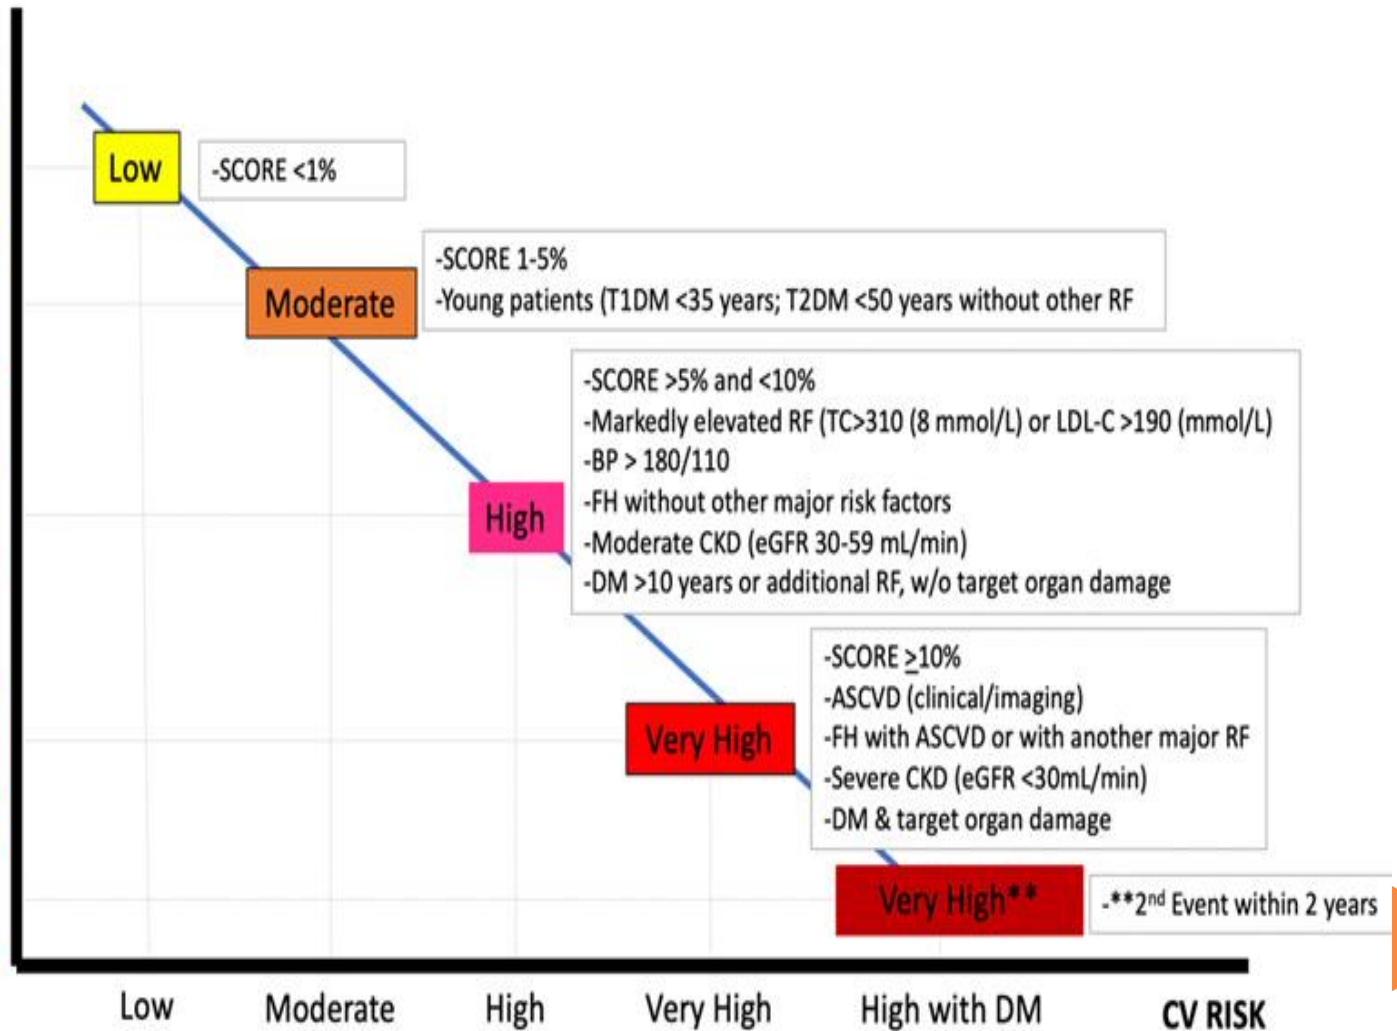 Low
-SCORE <1%
Moderate
-SCORE 1-5%
-Young patients (T1DM <35 years; T2DM <50 years without other RF
High
-SCORE >5% and <10%
-Markedly elevated RF (TC>310 (8 mmol/L) or LDL-C >190 (mmol/L)
-BP > 180/110
-FH without other major risk factors
-Moderate CKD (eGFR 30-59 mL/min)
-DM >10 years or additional RF, w/o target organ damage
Very High
-SCORE ≥10%
-ASCVD (clinical/imaging)
-FH with ASCVD or with another major RF
-Severe CKD (eGFR <30mL/min)
-DM & target organ damage
Very High**
-**2nd Event within 2 years
Low Moderate High Very High High with DM CV RISK